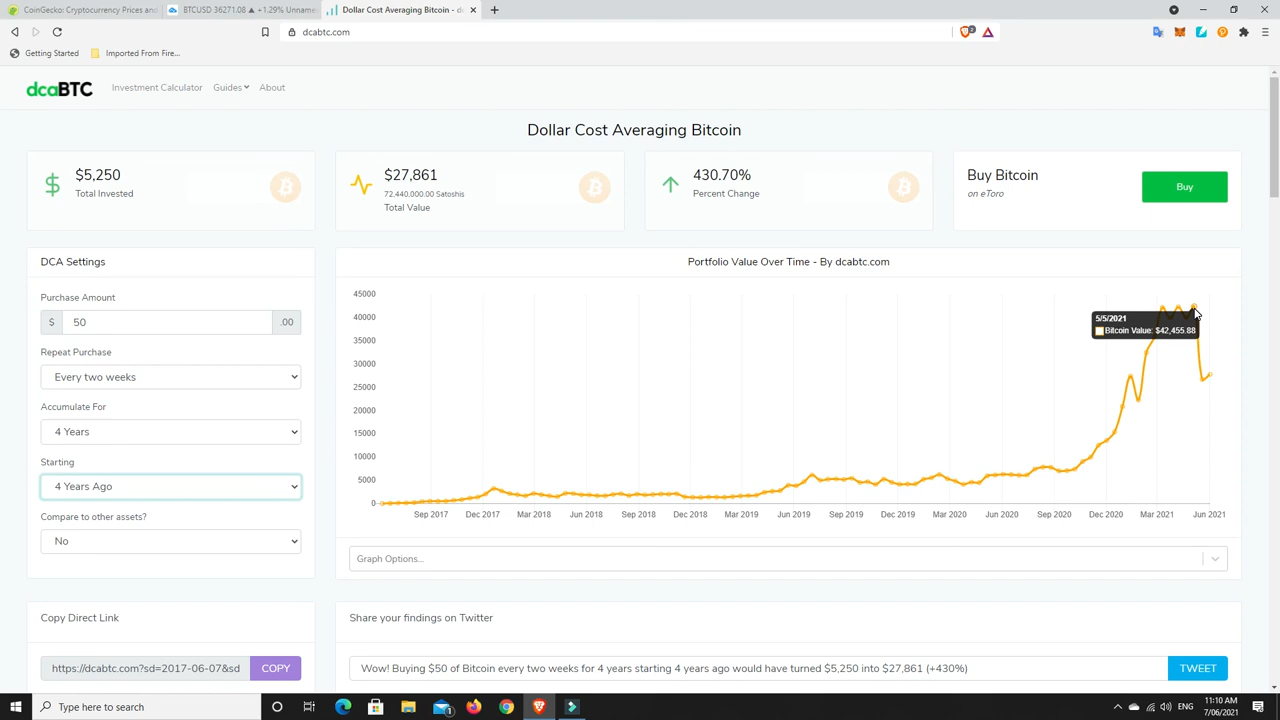 CoinGecko: Cryptocurrency Prices and
BTCUSD 36271.08 ▲ +1.29% Unnam
Dollar Cost Averaging Bitcoin - d
dcabtc.com
Getting Started
Imported From Fire...
dcaBTC
Investment Calculator
Guides
About
Dollar Cost Averaging Bitcoin
$5,250
Total Invested
$27,861
72,440,000.00 Satoshis
Total Value
430.70%
Percent Change
Buy Bitcoin
on eToro
Buy
DCA Settings
Purchase Amount
$ 50 .00
Repeat Purchase
Every two weeks
Accumulate For
4 Years
Starting
4 Years Ago
Compare to other assets?
No
Portfolio Value Over Time - By dcabtc.com
45000
40000
35000
30000
25000
20000
15000
10000
5000
0
5/5/2021
Bitcoin Value: $42,455.88
Sep 2017 Dec 2017 Mar 2018 Jun 2018 Sep 2018 Dec 2018 Mar 2019 Jun 2019 Sep 2019 Dec 2019 Mar 2020 Jun 2020 Sep 2020 Dec 2020 Mar 2021 Jun 2021
Graph Options...
Copy Direct Link
https://dcabtc.com?sd=2017-06-07&sd
COPY
Share your findings on Twitter
Wow! Buying $50 of Bitcoin every two weeks for 4 years starting 4 years ago would have turned $5,250 into $27,861 (+430%)
TWEET
Type here to search
ENG
11:10 AM
7/06/2021